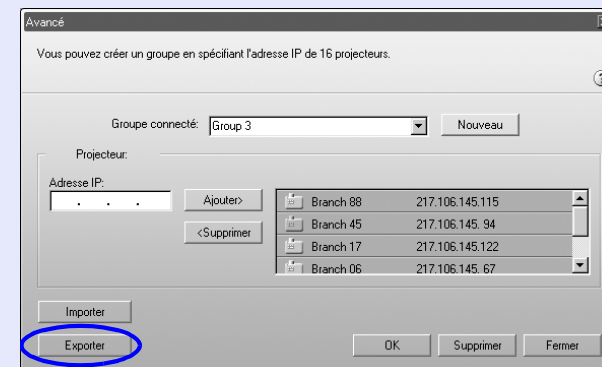 Avancé
Vous pouvez créer un groupe en spécifiant l'adresse IP de 16 projecteurs.
Groupe connecté: Group 3 Nouveau
Projecteur:
Adresse IP:
. . . Ajouter> Branch 88 217.106.145.115
<Supprimer Branch 45 217.106.145. 94
Branch 17 217.106.145.122
Branch 06 217.106.145. 67
Importer
Exporter OK Supprimer Fermer